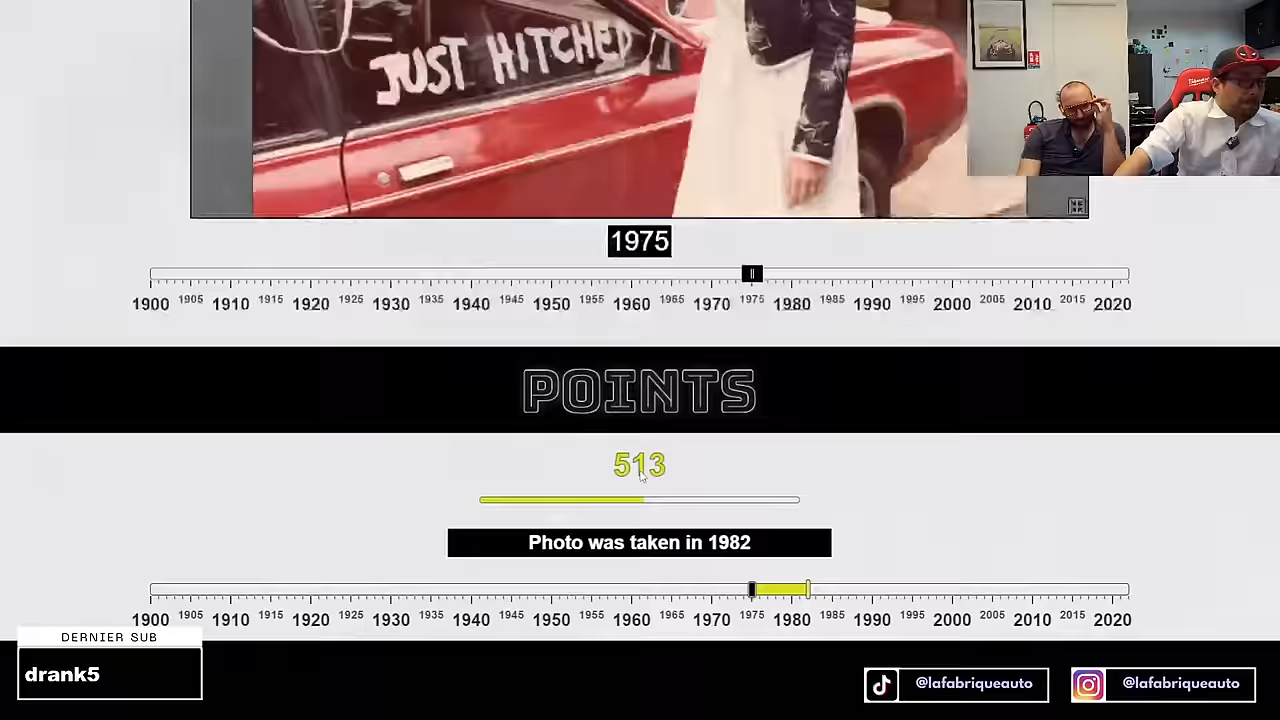 JUST HITCHED
1975
1900 1905 1910 1915 1920 1925 1930 1935 1940 1945 1950 1955 1960 1965 1970 1975 1980 1985 1990 1995 2000 2005 2010 2015 2020
POINTS
513
Photo was taken in 1982
1900 1905 1910 1915 1920 1925 1930 1935 1940 1945 1950 1955 1960 1965 1970 1975 1980 1985 1990 1995 2000 2005 2010 2015 2020
DERNIER SUB
drank5
@lafabriqueauto
@lafabriqueauto